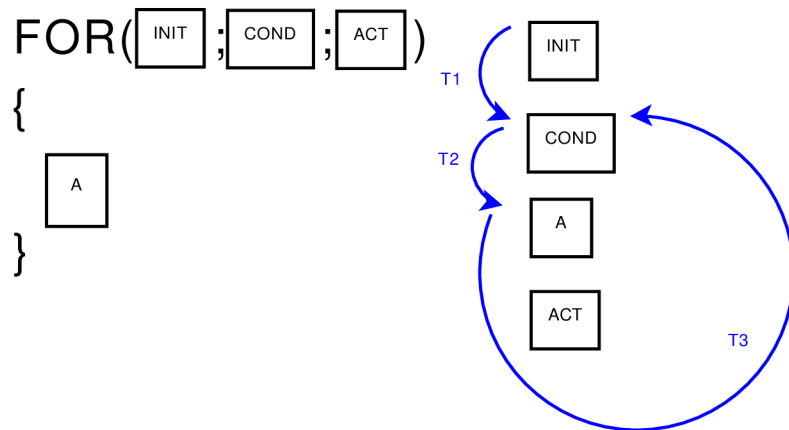 FOR(INIT;COND;ACT)
{
A
}
INIT
T1
COND
T2
A
ACT
T3